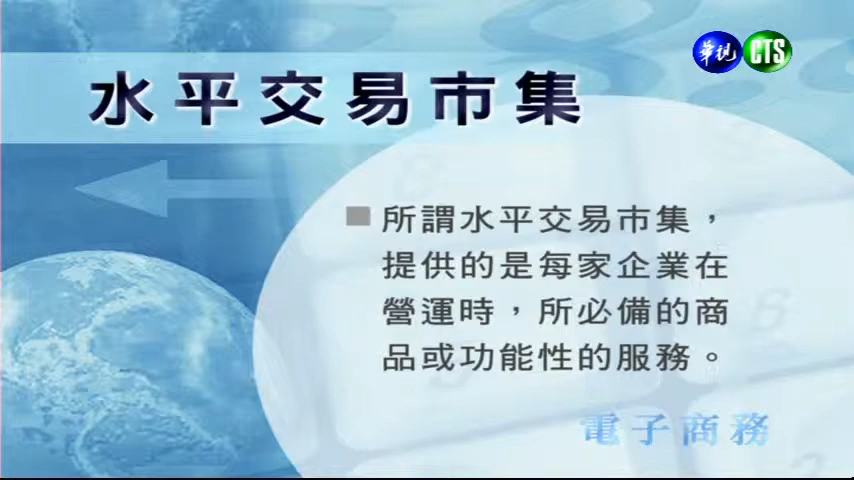 華視 CTS
水平交易市集
所謂水平交易市集，
提供的是每家企業在
營運時，所必備的商
品或功能性的服務。
電子商務